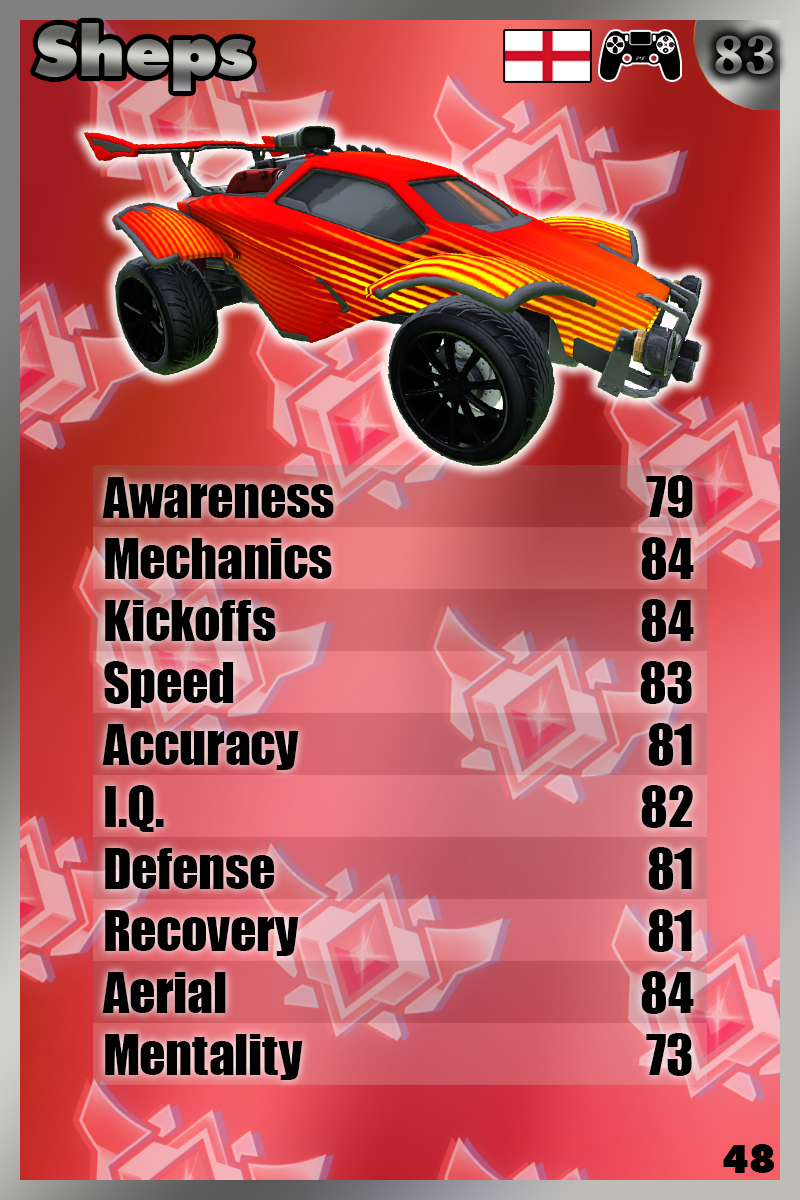 Sheps 83
Awareness 79
Mechanics 84
Kickoffs 84
Speed 83
Accuracy 81
I.Q. 82
Defense 81
Recovery 81
Aerial 84
Mentality 73
48